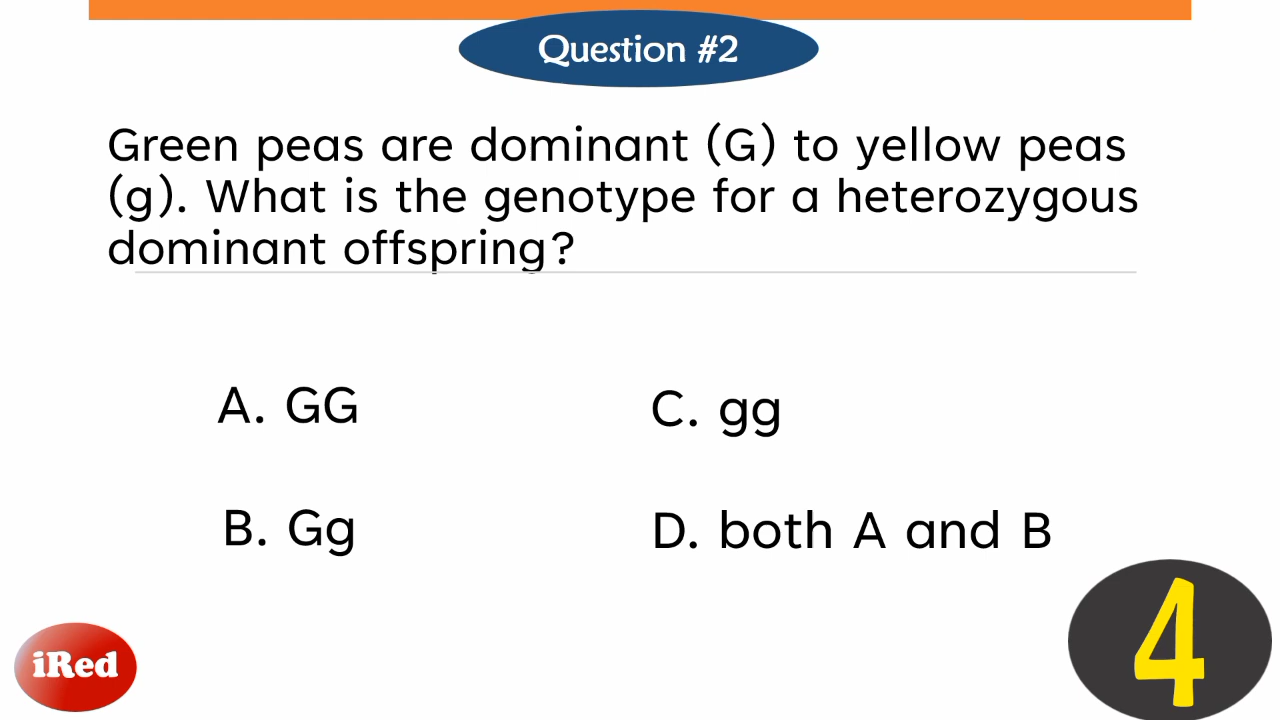 Question #2
Green peas are dominant (G) to yellow peas
(g). What is the genotype for a heterozygous
dominant offspring?
A. GG
C. gg
B. Gg
D. both A and B
iRed
4